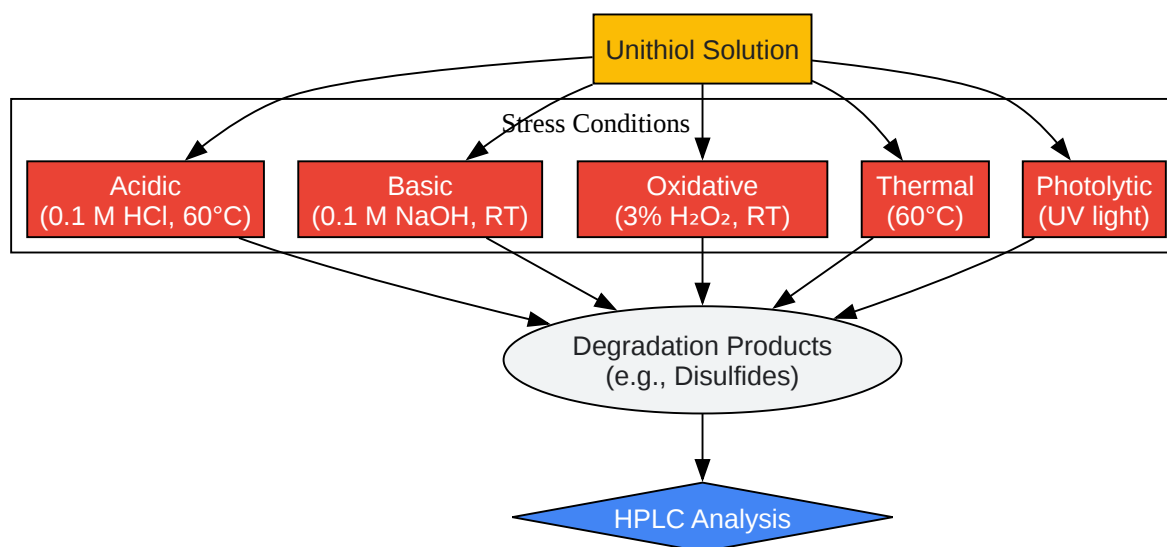 Unithiol Solution
Stress Conditions
Acidic
(0.1 M HCl, 60°C)
Basic
(0.1 M NaOH, RT)
Oxidative
(3% H₂O₂, RT)
Thermal
(60°C)
Photolytic
(UV light)
Degradation Products
(e.g., Disulfides)
HPLC Analysis